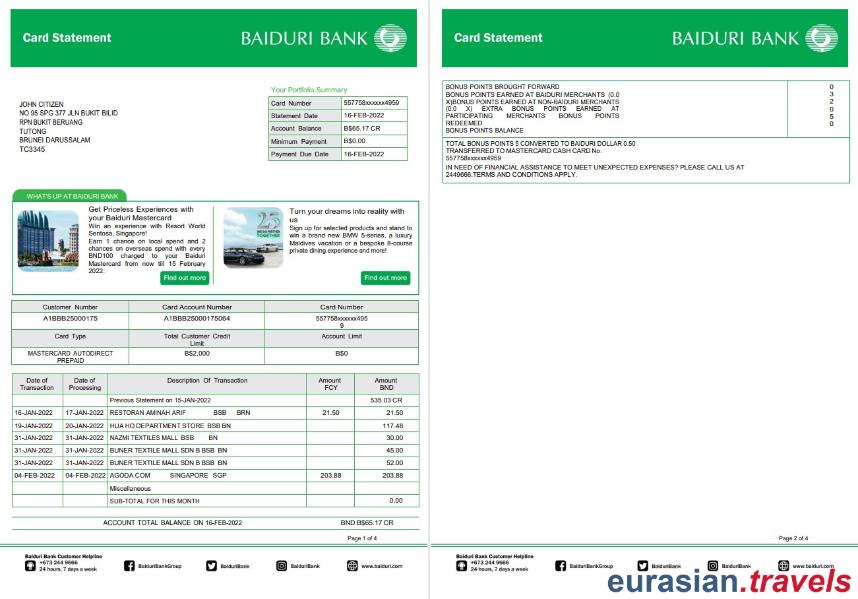 Card Statement
BAIDURI BANK
Your Portfolio Summary
Card Number 557758xxxxxx4959
Statement Date 16-FEB-2022
Account Balance B$65.17 CR
Minimum Payment B$0.00
Payment Due Date 16-FEB-2022
JOHN CITIZEN
NO 95 SPG 377 JLN BUKIT BILID
RPN BUKIT BERUANG
TUTONG
BRUNEI DARUSSALAM
TC3345
WHAT'S UP AT BAIDURI BANK
Get Priceless Experiences with
your Baiduri Mastercard
Win an experience with Resort World
Sentosa, Singapore!
Earn 1 chance on local spend and 2
chances on overseas spend with every
BND100 charged to your Baiduri
Mastercard from now till 15 February
2022.
Find out more
25
TOGETHER
Turn your dreams into reality with
us
Sign up for selected products and stand to
win a brand new BMW 5-series, a luxury
Maldives vacation or a bespoke 8-course
private dining experience and more!
Find out more
Customer Number Card Account Number Card Number
A1BBB25000175 A1BBB25000175064 557758xxxxxx495
9
Card Type Total Customer Credit Account Limit
Limit
MASTERCARD AUTODIRECT B$2,000 B$0
PREPAID
Date of Date of Description Of Transaction Amount Amount
Transaction Processing FCY BND
Previous Statement on 15-JAN-2022 535.03 CR
16-JAN-2022 17-JAN-2022 RESTORAN AMINAH ARIF BSB BRN 21.50 21.50
19-JAN-2022 20-JAN-2022 HUA HO DEPARTMENT STORE BSB BN 117.48
31-JAN-2022 31-JAN-2022 NAZMI TEXTILES MALL BSB BN 30.00
31-JAN-2022 31-JAN-2022 BUNER TEXTILE MALL SDN B BSB BN 45.00
31-JAN-2022 31-JAN-2022 BUNER TEXTILE MALL SDN B BSB BN 52.00
04-FEB-2022 04-FEB-2022 AGODA.COM SINGAPORE SGP 203.88 203.88
Miscellaneous
SUB-TOTAL FOR THIS MONTH 0.00
ACCOUNT TOTAL BALANCE ON 16-FEB-2022 BND B$65.17 CR
Page 1 of 4
Baiduri Bank Customer Helpline
+673 244 9666
24 hours, 7 days a week
BaiduriBankGroup
BaiduriBank
BaiduriBank
www.baiduri.com
Card Statement
BAIDURI BANK
BONUS POINTS BROUGHT FORWARD 0
BONUS POINTS EARNED AT BAIDURI MERCHANTS (0.0 3
X)BONUS POINTS EARNED AT NON-BAIDURI MERCHANTS 2
(0.0 X) EXTRA BONUS POINTS EARNED AT 0
PARTICIPATING MERCHANTS BONUS POINTS 5
REDEEMED 0
BONUS POINTS BALANCE
TOTAL BONUS POINTS 5 CONVERTED TO BAIDURI DOLLAR 0.50
TRANSFERRED TO MASTERCARD CASH CARD No.
557758xxxxxx4959
IN NEED OF FINANCIAL ASSISTANCE TO MEET UNEXPECTED EXPENSES? PLEASE CALL US AT
2449666.TERMS AND CONDITIONS APPLY.
Page 2 of 4
Baiduri Bank Customer Helpline
+673 244 9666
24 hours, 7 days a week
BaiduriBankGroup
BaiduriBank
BaiduriBank
www.baiduri.com
eurasian.travels